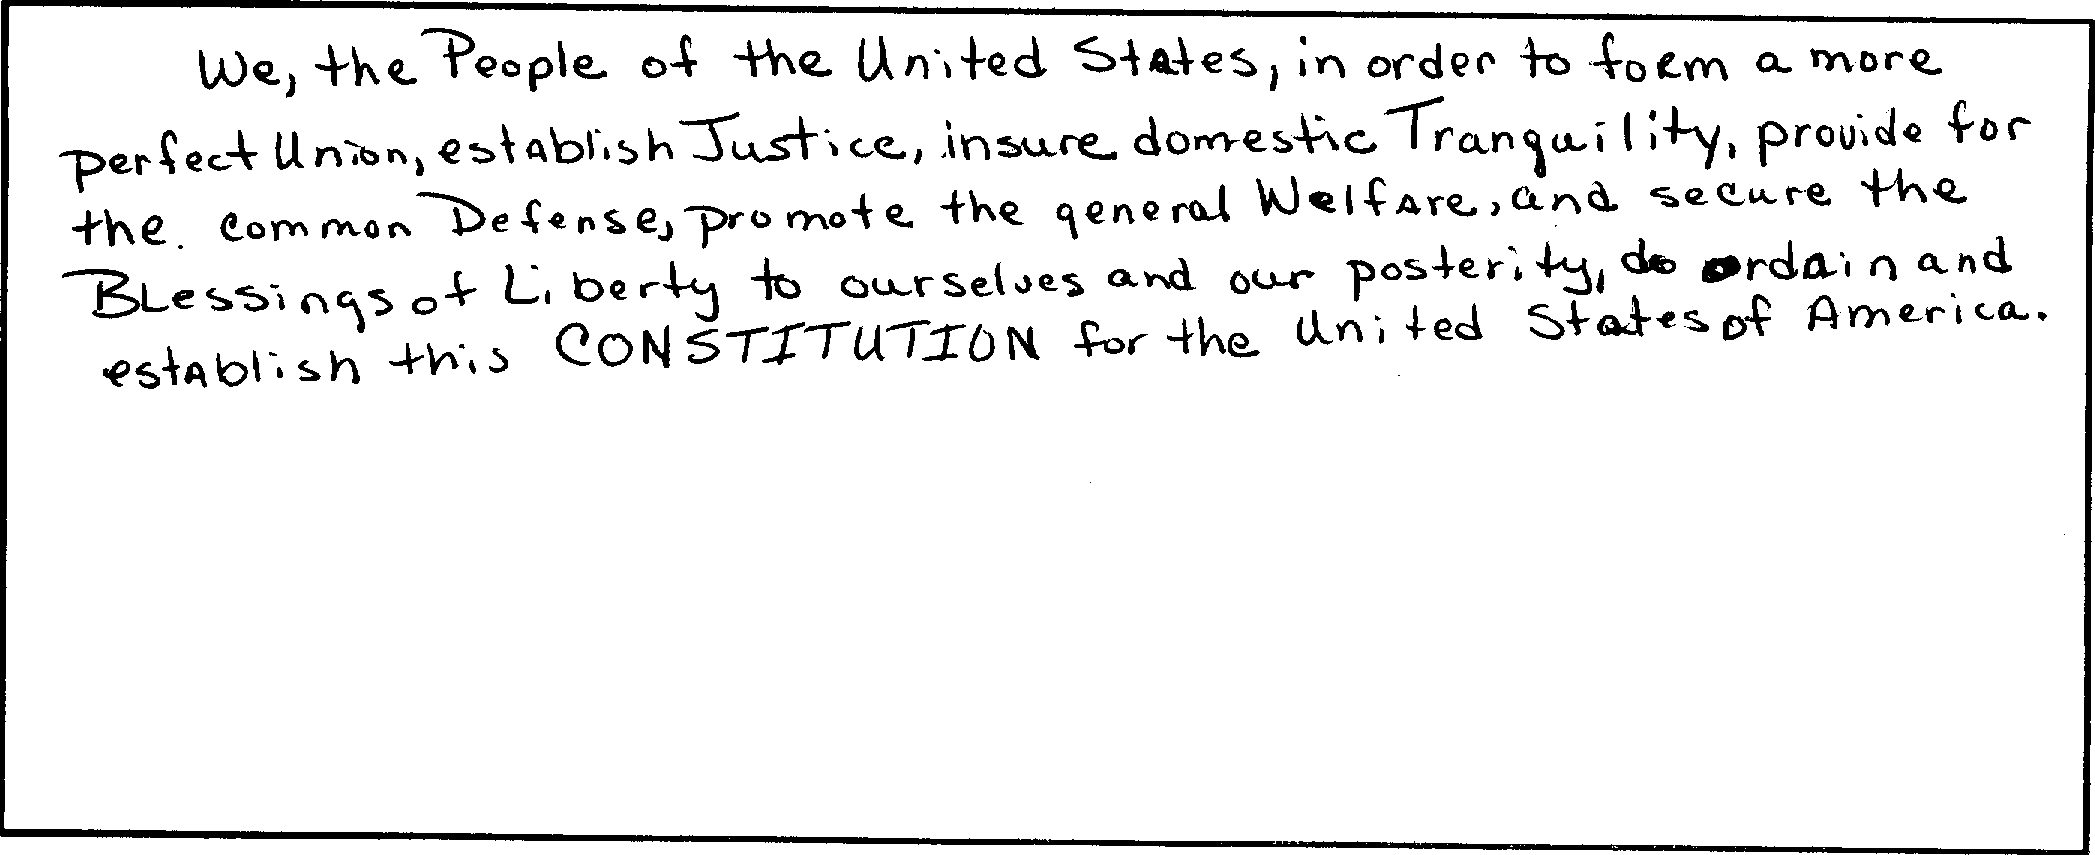 We, the People of the United States, in order to form a more
perfect Union, establish Justice, insure domestic Tranquility, provide for
the common Defense, promote the general Welfare, and secure the
Blessings of Liberty to ourselves and our posterity, do ordain and
establish this CONSTITUTION for the United States of America.